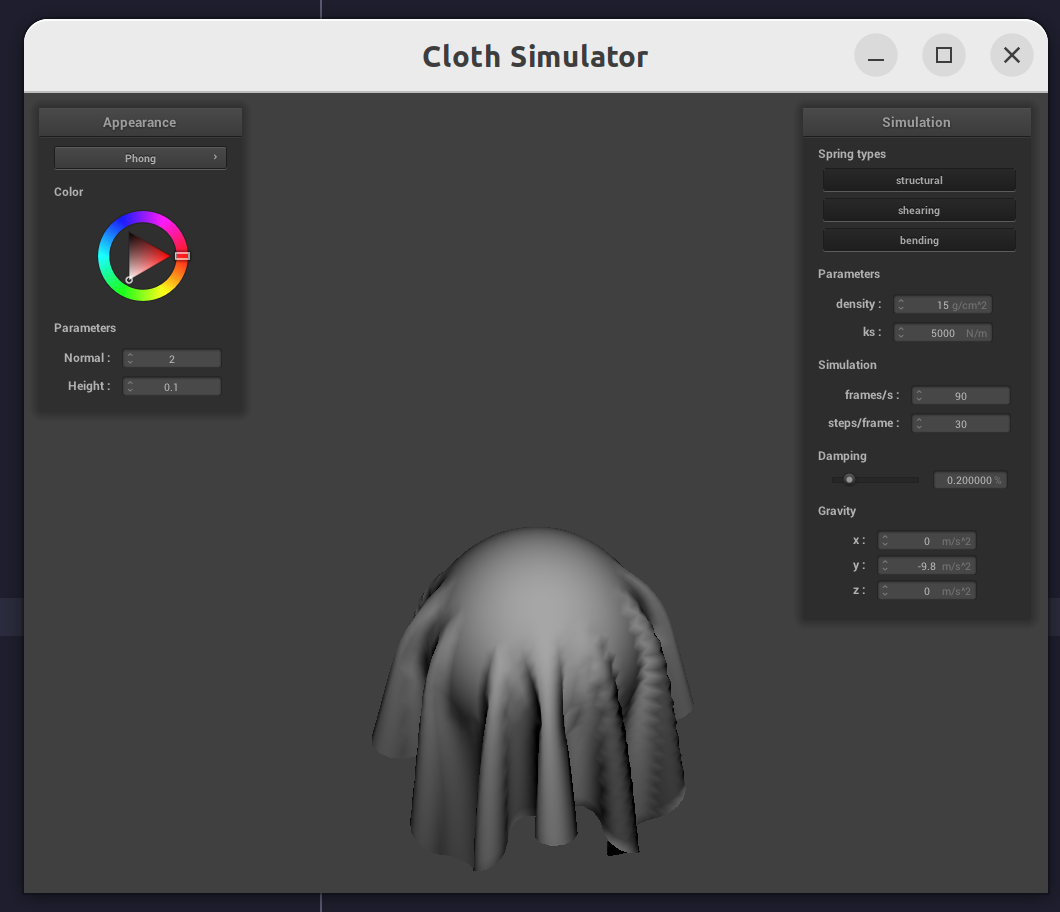 Cloth Simulator
Appearance
Phong
Color
Parameters
Normal : 2
Height : 0.1
Simulation
Spring types
structural
shearing
bending
Parameters
density : 15 g/cm^2
ks : 5000 N/m
Simulation
frames/s : 90
steps/frame : 30
Damping
0.200000 %
Gravity
x : 0 m/s^2
y : -9.8 m/s^2
z : 0 m/s^2